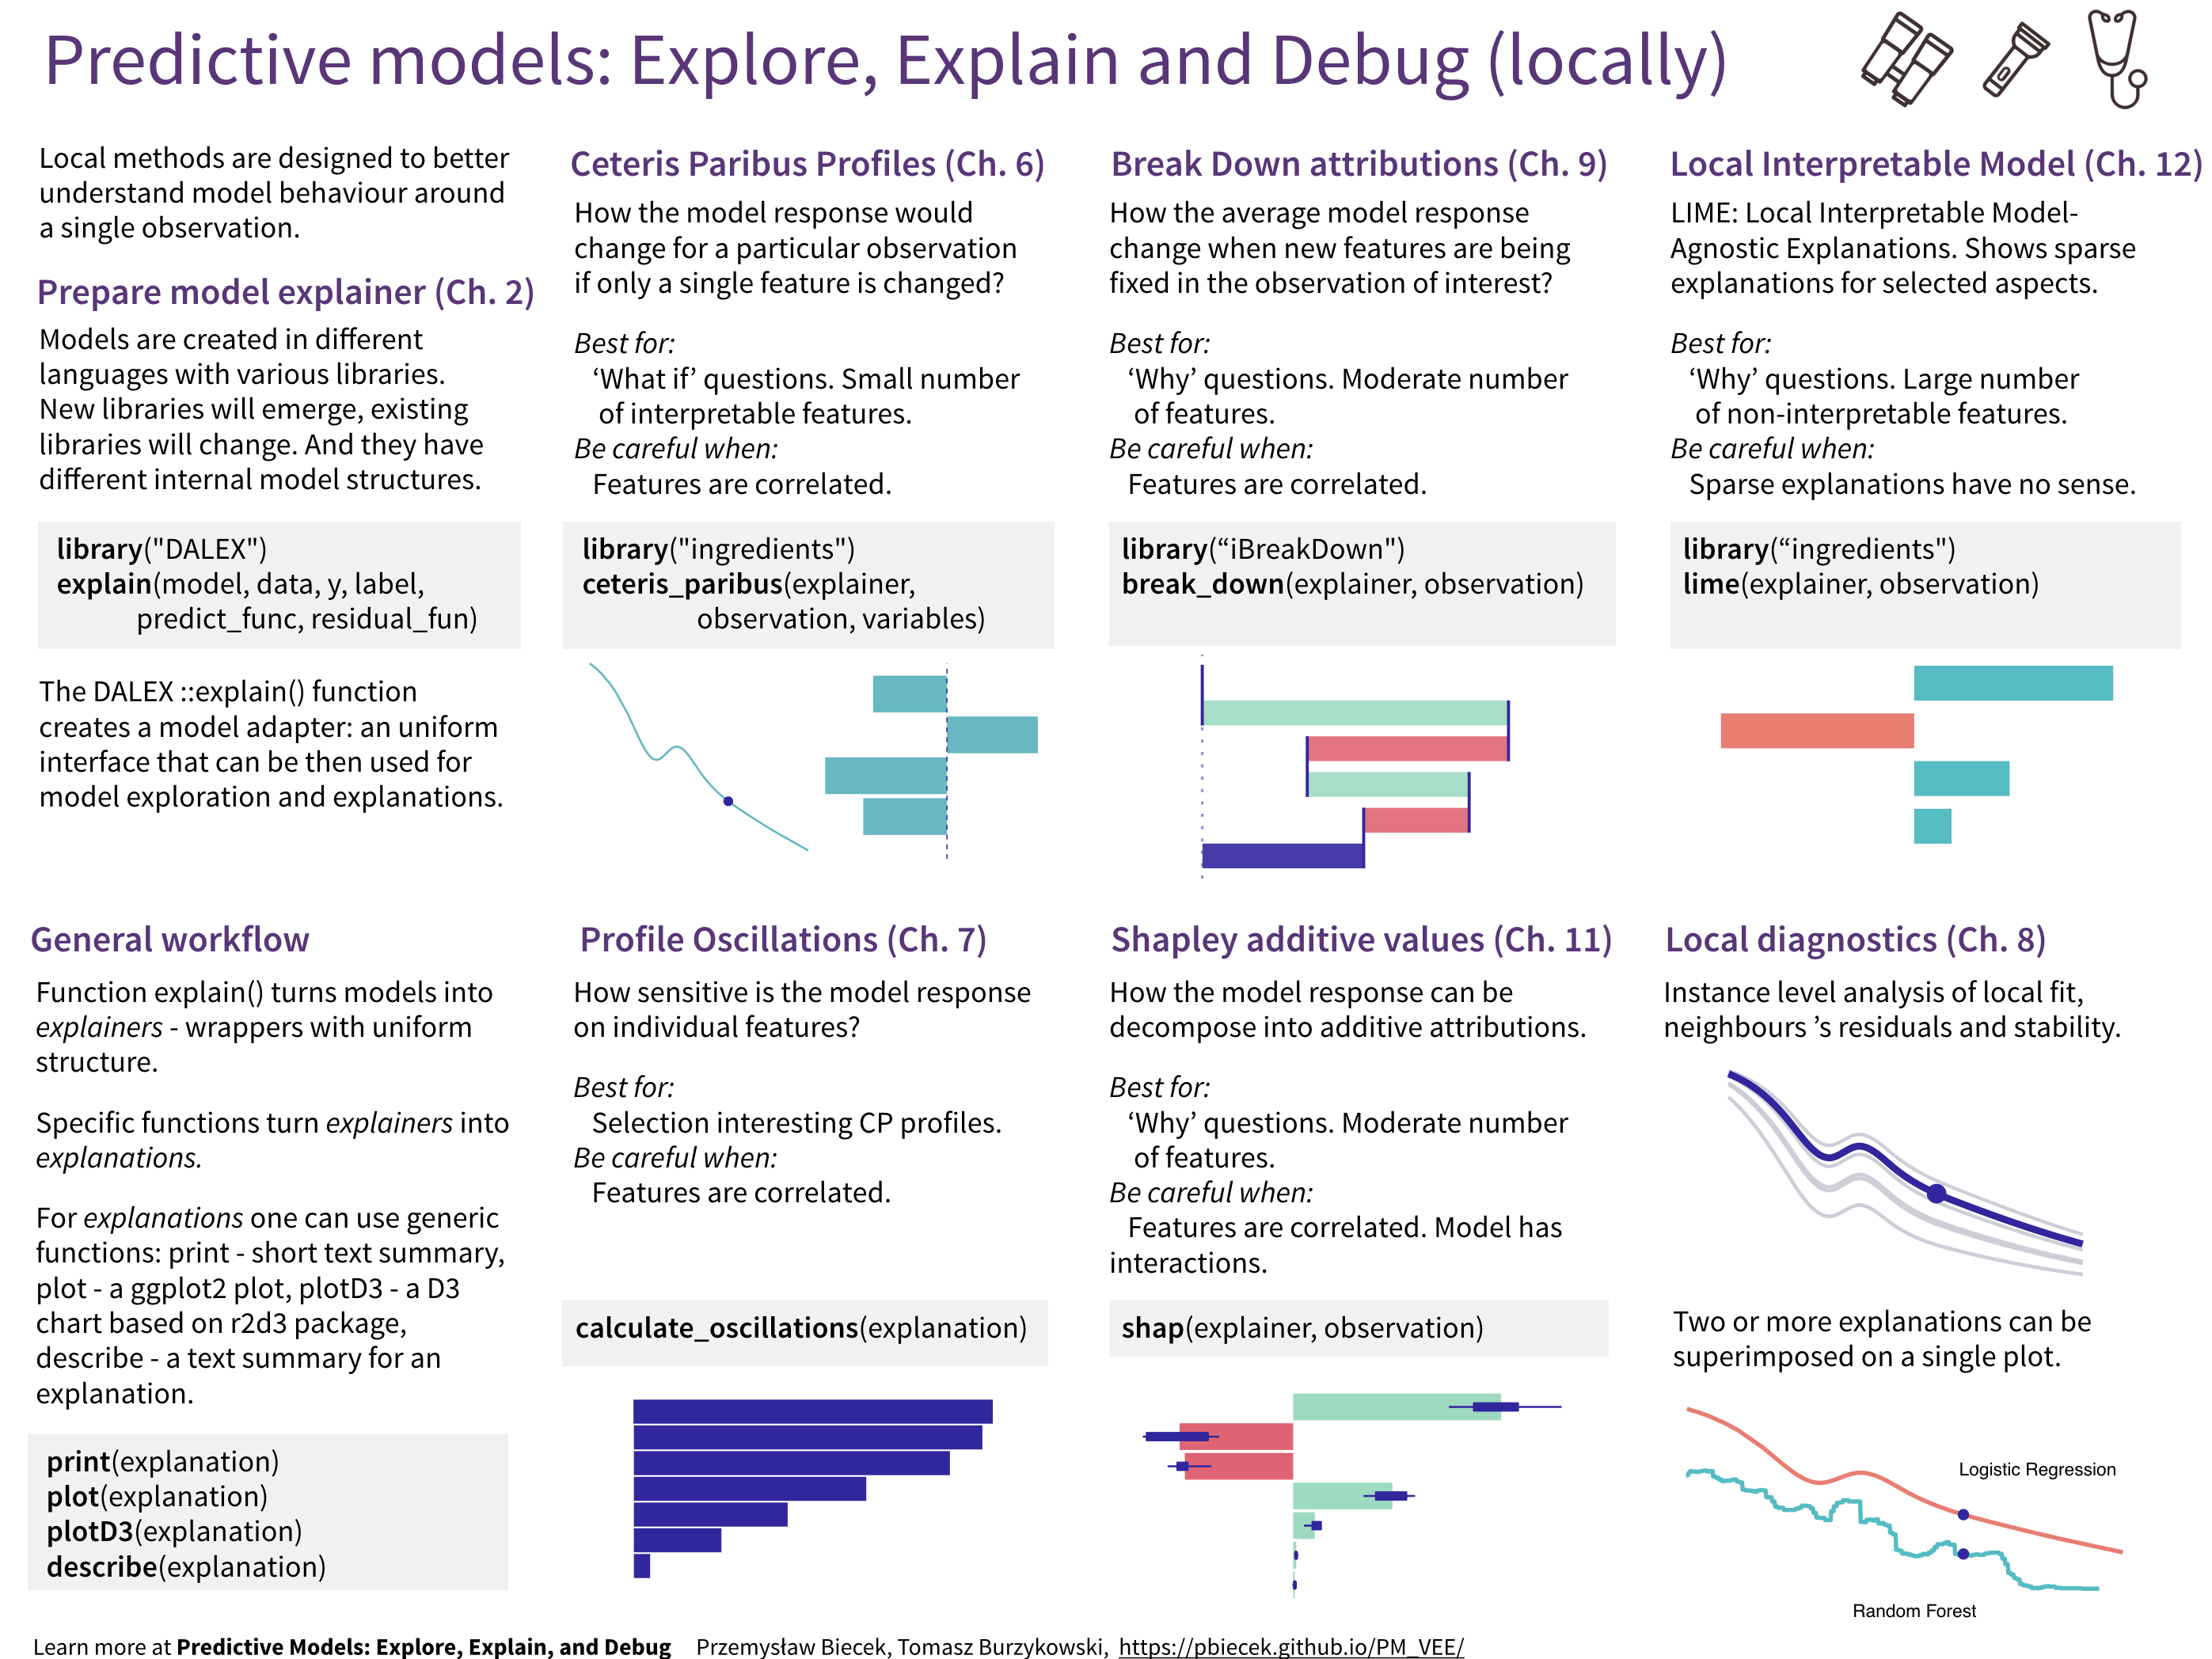 Predictive models: Explore, Explain and Debug (locally)
Local methods are designed to better
understand model behaviour around
a single observation.
Prepare model explainer (Ch. 2)
Models are created in different
languages with various libraries.
New libraries will emerge, existing
libraries will change. And they have
different internal model structures.
library("DALEX")
explain(model, data, y, label,
predict_func, residual_fun)
The DALEX ::explain() function
creates a model adapter: an uniform
interface that can be then used for
model exploration and explanations.
Ceteris Paribus Profiles (Ch. 6)
How the model response would
change for a particular observation
if only a single feature is changed?
Best for:
‘What if’ questions. Small number
of interpretable features.
Be careful when:
Features are correlated.
library("ingredients")
ceteris_paribus(explainer,
observation, variables)
Break Down attributions (Ch. 9)
How the average model response
change when new features are being
fixed in the observation of interest?
Best for:
‘Why’ questions. Moderate number
of features.
Be careful when:
Features are correlated.
library(“iBreakDown")
break_down(explainer, observation)
Local Interpretable Model (Ch. 12)
LIME: Local Interpretable Model-
Agnostic Explanations. Shows sparse
explanations for selected aspects.
Best for:
‘Why’ questions. Large number
of non-interpretable features.
Be careful when:
Sparse explanations have no sense.
library(“ingredients")
lime(explainer, observation)
General workflow
Function explain() turns models into
explainers - wrappers with uniform
structure.
Specific functions turn explainers into
explanations.
For explanations one can use generic
functions: print - short text summary,
plot - a ggplot2 plot, plotD3 - a D3
chart based on r2d3 package,
describe - a text summary for an
explanation.
print(explanation)
plot(explanation)
plotD3(explanation)
describe(explanation)
Profile Oscillations (Ch. 7)
How sensitive is the model response
on individual features?
Best for:
Selection interesting CP profiles.
Be careful when:
Features are correlated.
calculate_oscillations(explanation)
Shapley additive values (Ch. 11)
How the model response can be
decompose into additive attributions.
Best for:
‘Why’ questions. Moderate number
of features.
Be careful when:
Features are correlated. Model has
interactions.
shap(explainer, observation)
Local diagnostics (Ch. 8)
Instance level analysis of local fit,
neighbours ’s residuals and stability.
Two or more explanations can be
superimposed on a single plot.
Logistic Regression
Random Forest
Learn more at Predictive Models: Explore, Explain, and Debug Przemysław Biecek, Tomasz Burzykowski, https://pbiecek.github.io/PM_VEE/